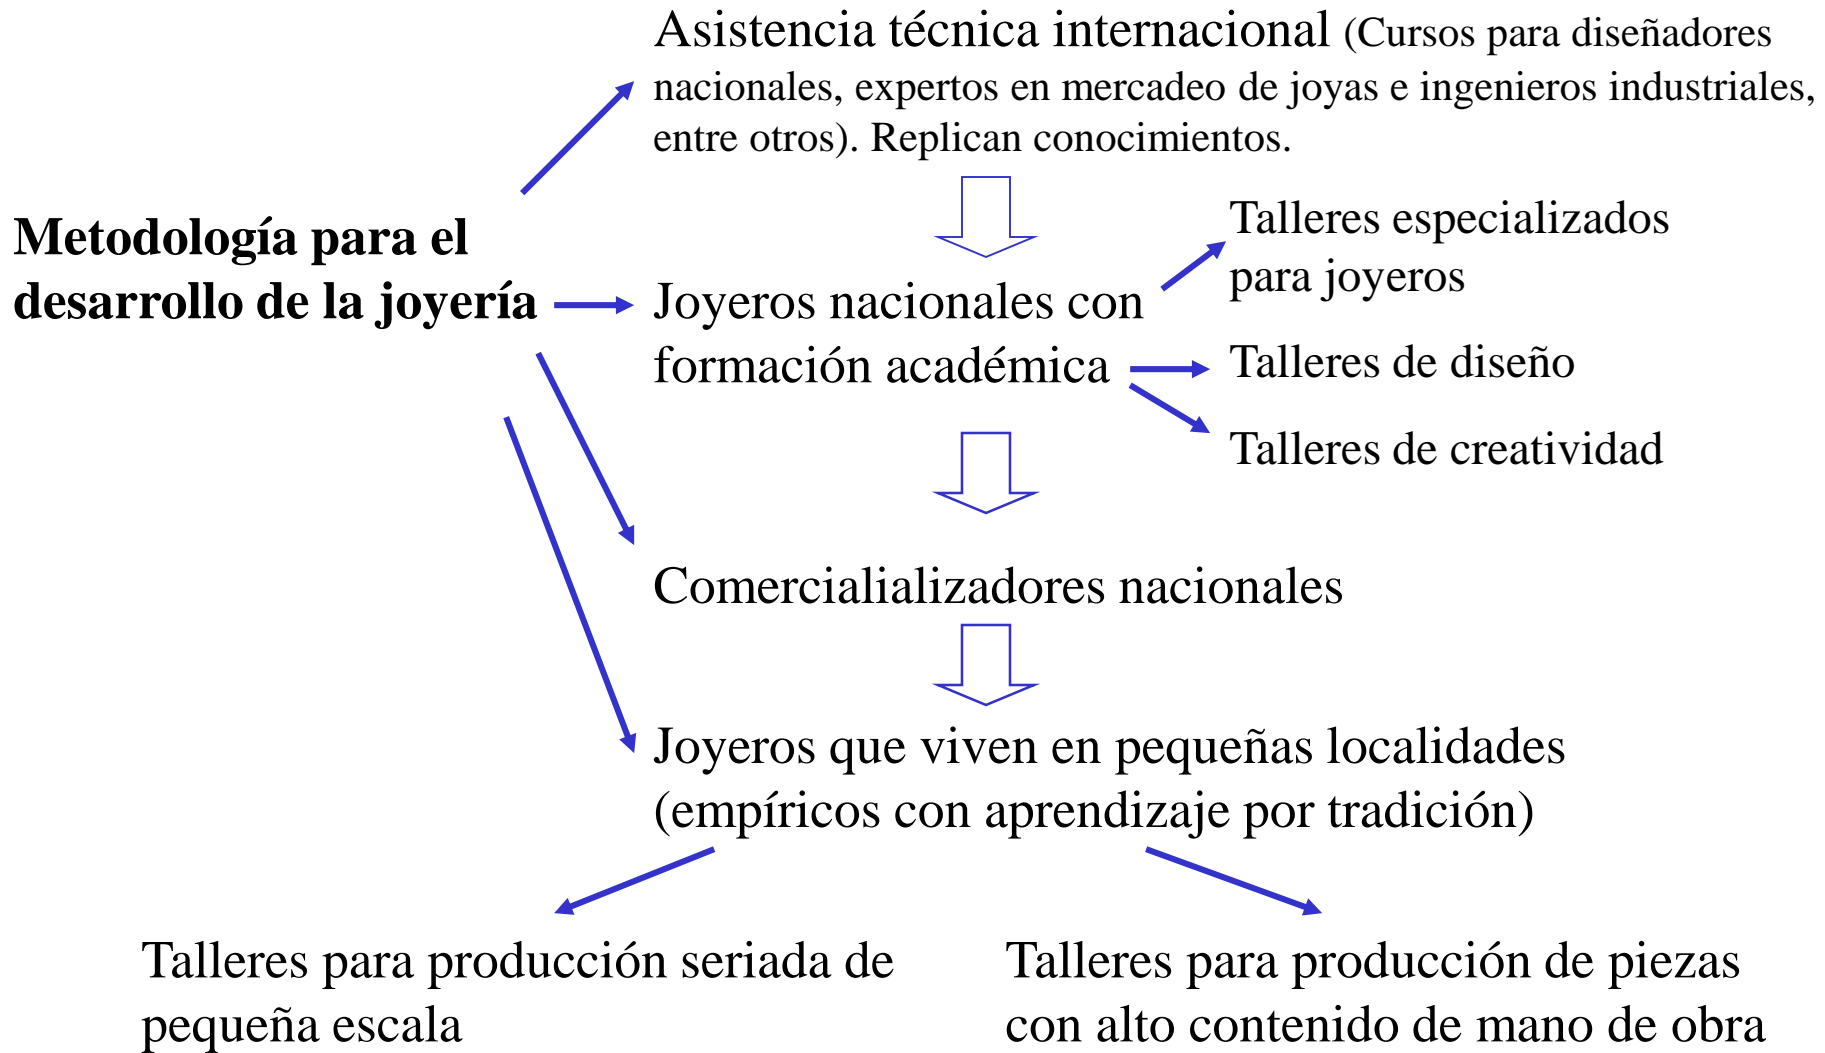 Asistencia técnica internacional (Cursos para diseñadores
nacionales, expertos en mercadeo de joyas e ingenieros industriales,
entre otros). Replican conocimientos.
Metodología para el
desarrollo de la joyería
Joyeros nacionales con
formación académica
Talleres especializados
para joyeros
Talleres de diseño
Talleres de creatividad
Comercialializadores nacionales
Joyeros que viven en pequeñas localidades
(empíricos con aprendizaje por tradición)
Talleres para producción seriada de
pequeña escala
Talleres para producción de piezas
con alto contenido de mano de obra